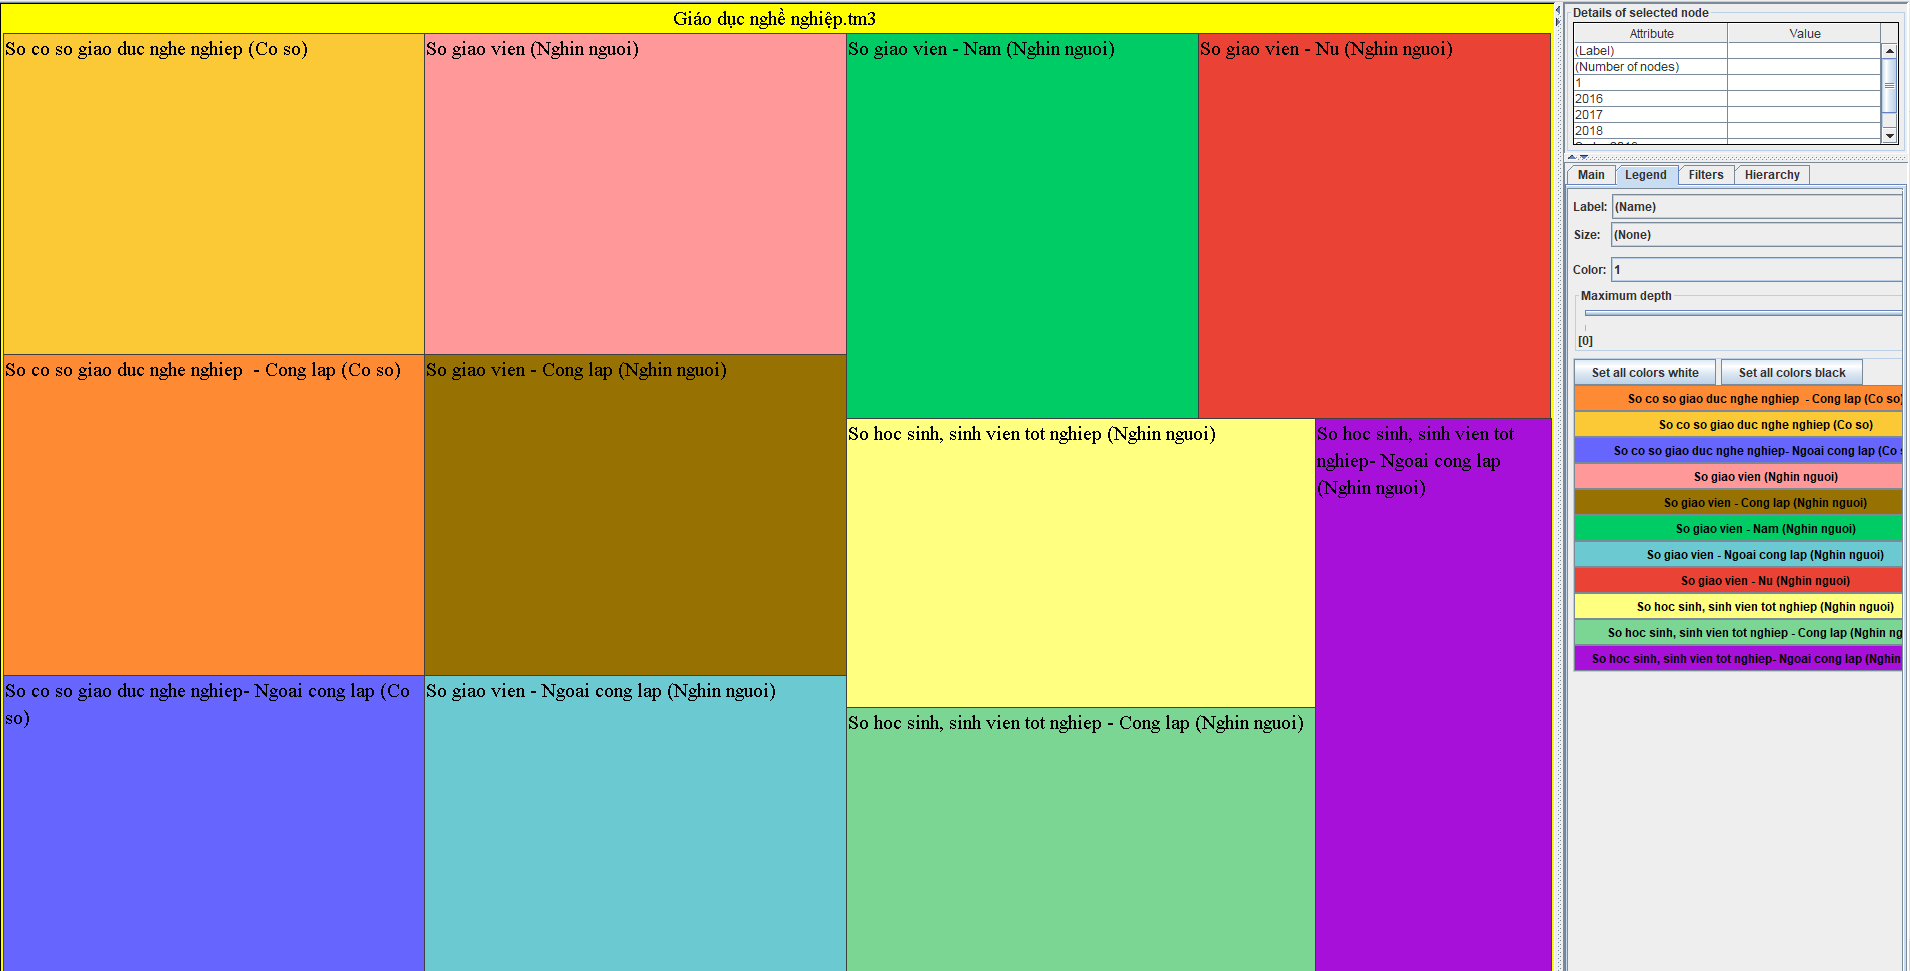 Giáo dục nghề nghiệp.tm3
So co so giao duc nghe nghiep (Co so)
So giao vien (Nghin nguoi)
So giao vien - Nam (Nghin nguoi)
So giao vien - Nu (Nghin nguoi)
So co so giao duc nghe nghiep  - Cong lap (Co so)
So giao vien - Cong lap (Nghin nguoi)
So hoc sinh, sinh vien tot nghiep (Nghin nguoi)
So hoc sinh, sinh vien tot
nghiep- Ngoai cong lap
(Nghin nguoi)
So co so giao duc nghe nghiep- Ngoai cong lap (Co
so)
So giao vien - Ngoai cong lap (Nghin nguoi)
So hoc sinh, sinh vien tot nghiep - Cong lap (Nghin nguoi)
Details of selected node
Attribute Value
(Label)
(Number of nodes)
1
2016
2017
2018
Main Legend Filters Hierarchy
Label: (Name)
Size: (None)
Color: 1
Maximum depth
[0]
Set all colors white Set all colors black
So co so giao duc nghe nghiep  - Cong lap (Co so)
So co so giao duc nghe nghiep (Co so)
So co so giao duc nghe nghiep- Ngoai cong lap (Co
So giao vien (Nghin nguoi)
So giao vien - Cong lap (Nghin nguoi)
So giao vien - Nam (Nghin nguoi)
So giao vien - Ngoai cong lap (Nghin nguoi)
So giao vien - Nu (Nghin nguoi)
So hoc sinh, sinh vien tot nghiep (Nghin nguoi)
So hoc sinh, sinh vien tot nghiep - Cong lap (Nghin ng
So hoc sinh, sinh vien tot nghiep- Ngoai cong lap (Nghin